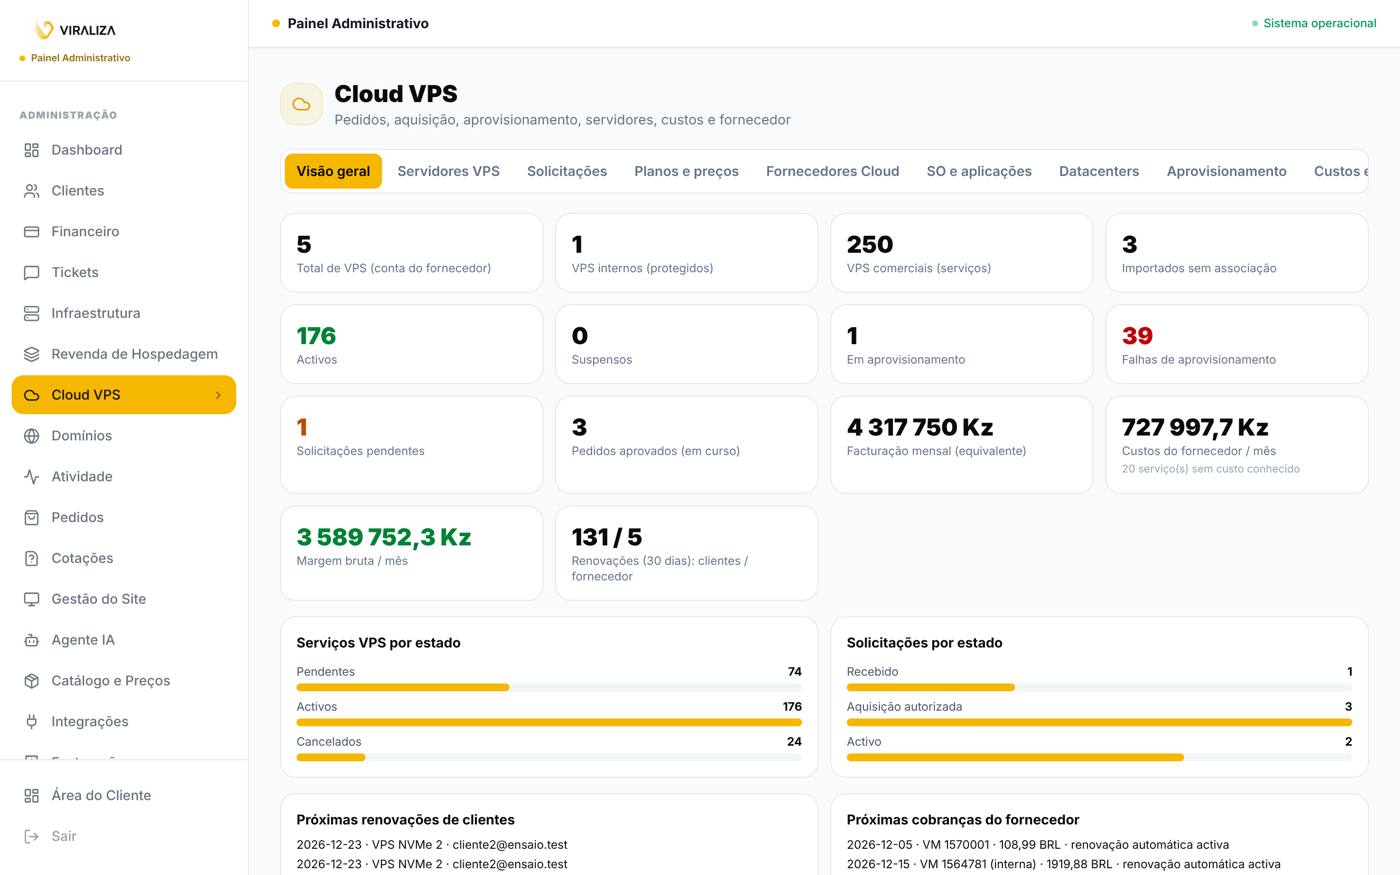 VIRALIZA
Painel Administrativo
ADMINISTRAÇÃO
Dashboard
Clientes
Financeiro
Tickets
Infraestrutura
Revenda de Hospedagem
Cloud VPS
Domínios
Atividade
Pedidos
Cotações
Gestão do Site
Agente IA
Catálogo e Preços
Integrações
Área do Cliente
Sair
Painel Administrativo
Sistema operacional
Cloud VPS
Pedidos, aquisição, aprovisionamento, servidores, custos e fornecedor
Visão geral Servidores VPS Solicitações Planos e preços Fornecedores Cloud SO e aplicações Datacenters Aprovisionamento Custos e
5
Total de VPS (conta do fornecedor)
1
VPS internos (protegidos)
250
VPS comerciais (serviços)
3
Importados sem associação
176
Activos
0
Suspensos
1
Em aprovisionamento
39
Falhas de aprovisionamento
1
Solicitações pendentes
3
Pedidos aprovados (em curso)
4 317 750 Kz
Facturação mensal (equivalente)
727 997,7 Kz
Custos do fornecedor / mês
20 serviço(s) sem custo conhecido
3 589 752,3 Kz
Margem bruta / mês
131 / 5
Renovações (30 dias): clientes /
fornecedor
Serviços VPS por estado
Pendentes 74
Activos 176
Cancelados 24
Solicitações por estado
Recebido 1
Aquisição autorizada 3
Activo 2
Próximas renovações de clientes
2026-12-23 · VPS NVMe 2 · cliente2@ensaio.test
2026-12-23 · VPS NVMe 2 · cliente2@ensaio.test
Próximas cobranças do fornecedor
2026-12-05 · VM 1570001 · 108,99 BRL · renovação automática activa
2026-12-15 · VM 1564781 (interna) · 1919,88 BRL · renovação automática activa